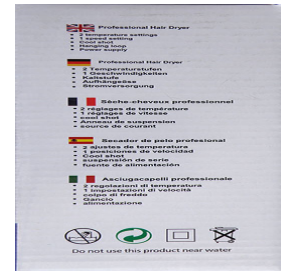 Professional Hair Dryer
2 temperature settings
1 speed setting
Cool shot
Hanging loop
Power supply
Professional Hair Dryer
2 Temperaturstufen
1 Geschwindigkeiten
Kaltstufe
Aufhängeöse
Stromversorgung
Sèche-cheveux professionnel
2 réglages de température
1 réglages de vitesse
cool shot
Anneau de suspension
source de courant
Secador de pelo profesional
2 ajustes de temperatura
1 posiciones de velocidad
Cool shot
suspensión de serie
fuente de alimentación
Asciugacapelli professionale
2 regolazioni di temperatura
1 impostazioni di velocità
colpo di freddo
Gancio
alimentazione
Do not use this product near water